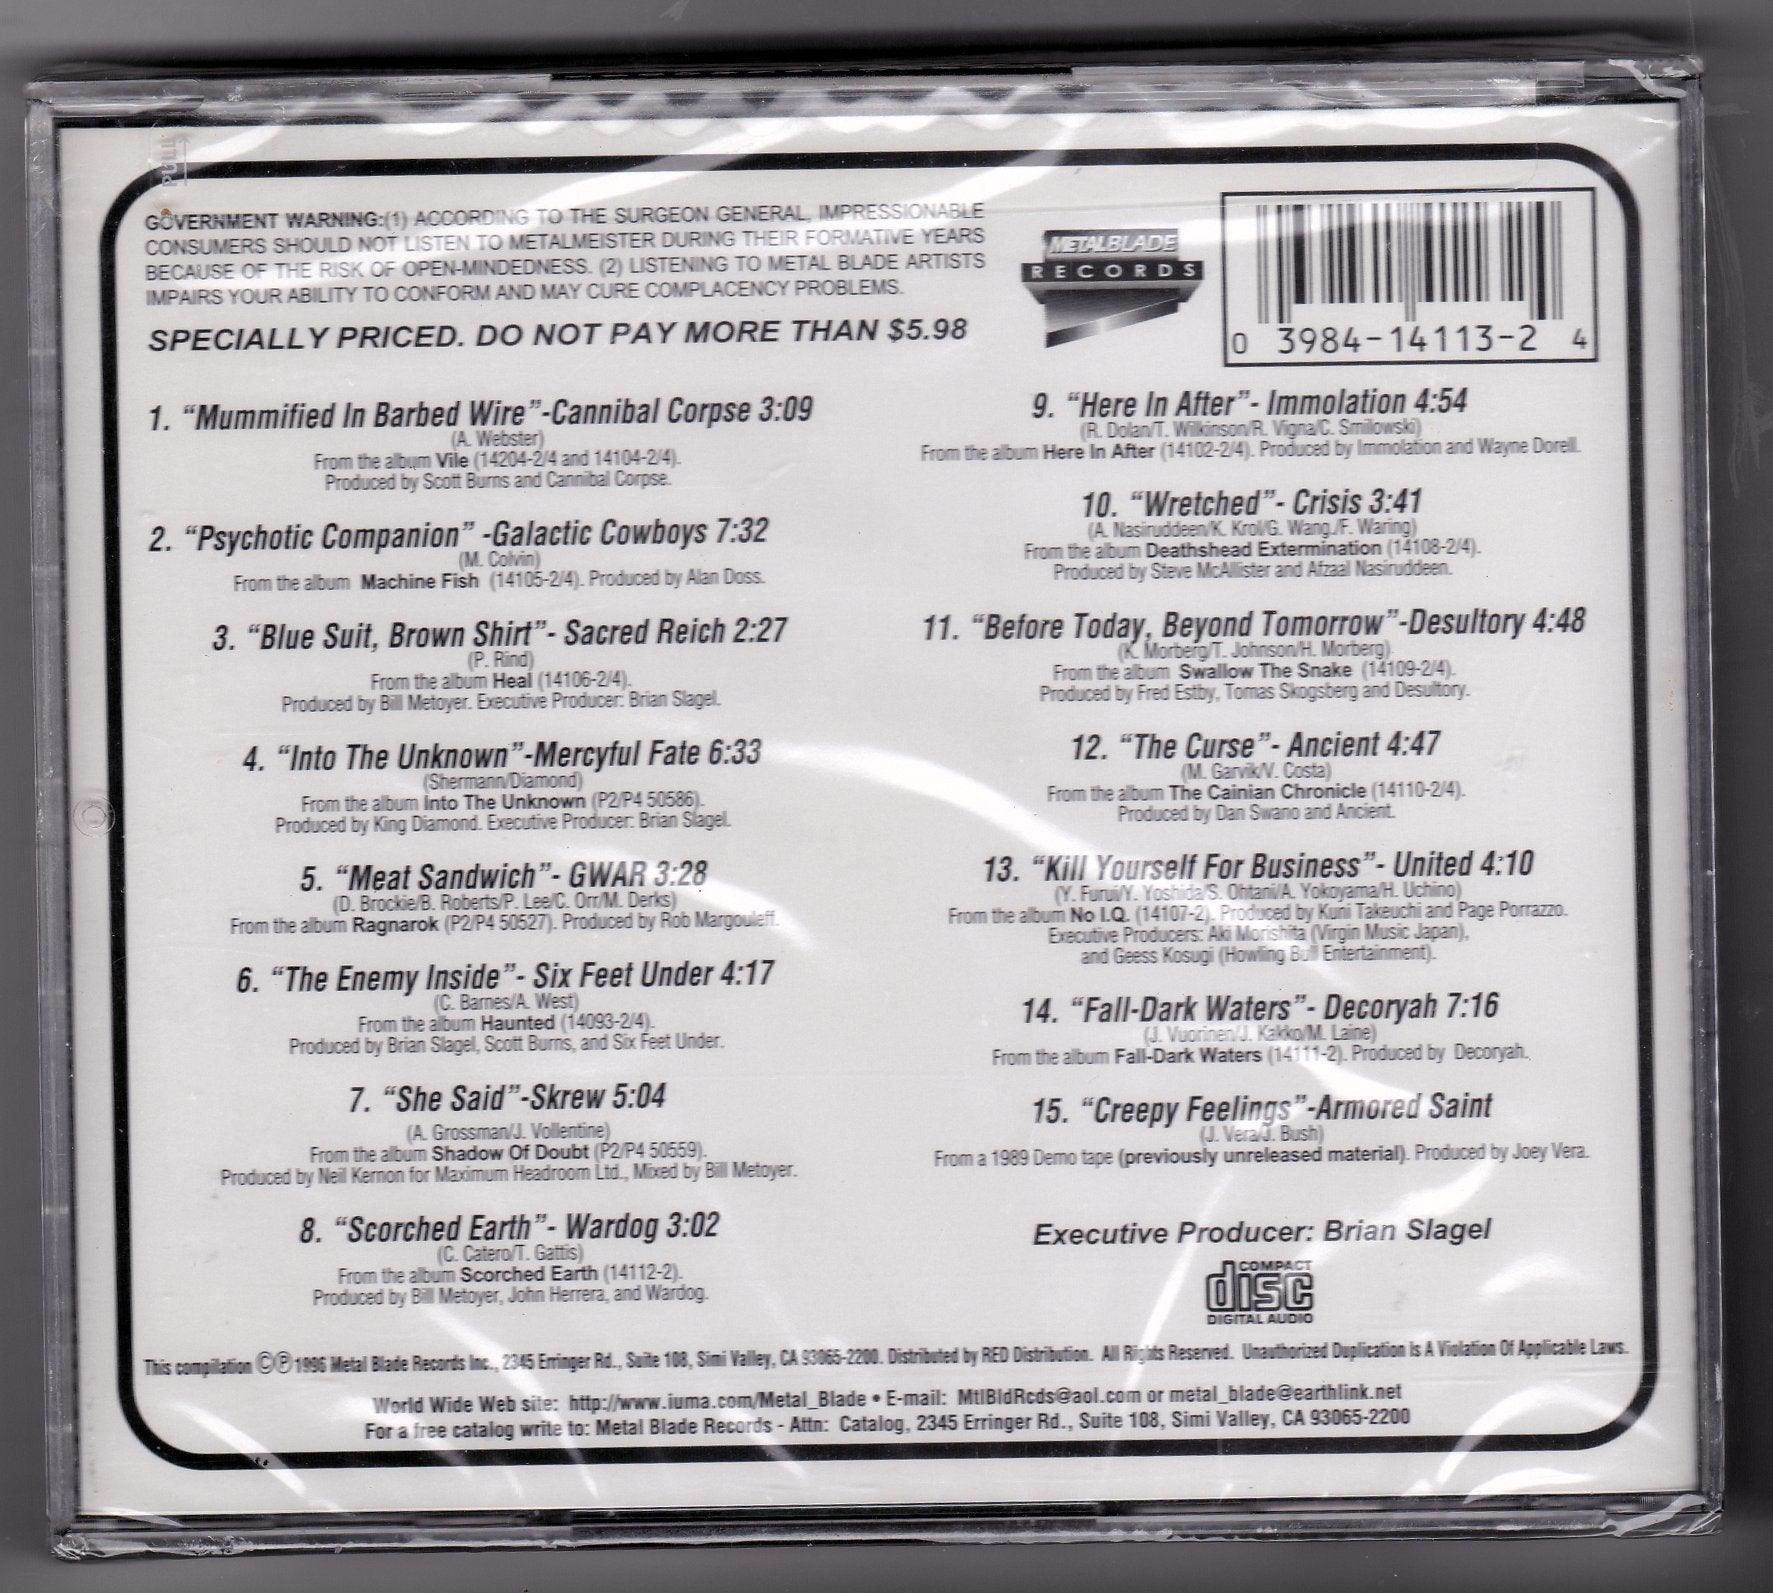 PULL
GOVERNMENT WARNING:(1) ACCORDING TO THE SURGEON GENERAL, IMPRESSIONABLE
CONSUMERS SHOULD NOT LISTEN TO METALMEISTER DURING THEIR FORMATIVE YEARS
BECAUSE OF THE RISK OF OPEN-MINDEDNESS. (2) LISTENING TO METAL BLADE ARTISTS
IMPAIRS YOUR ABILITY TO CONFORM AND MAY CURE COMPLACENCY PROBLEMS.
SPECIALLY PRICED. DO NOT PAY MORE THAN $5.98
METALBLADE
RECORDS
0 3984-14113-2 4
1. "Mummified In Barbed Wire"-Cannibal Corpse 3:09
(A. Webster)
From the album Vile (14204-2/4 and 14104-2/4).
Produced by Scott Burns and Cannibal Corpse.
2. "Psychotic Companion" -Galactic Cowboys 7:32
(M. Colvin)
From the album Machine Fish (14105-2/4). Produced by Alan Doss.
3. "Blue Suit, Brown Shirt"- Sacred Reich 2:27
(P. Rind)
From the album Heal (14106-2/4).
Produced by Bill Metoyer. Executive Producer: Brian Slagel.
4. "Into The Unknown"-Mercyful Fate 6:33
(Shermann/Diamond)
From the album Into The Unknown (P2/P4 50586).
Produced by King Diamond. Executive Producer: Brian Slagel.
5. "Meat Sandwich"- GWAR 3:28
(D. Brockie/B. Roberts/P. Lee/C. Orr/M. Derks)
From the album Ragnarok (P2/P4 50527). Produced by Rob Margouleff.
6. "The Enemy Inside"- Six Feet Under 4:17
(C. Barnes/A. West)
From the album Haunted (14093-2/4).
Produced by Brian Slagel, Scott Burns, and Six Feet Under.
7. "She Said"-Skrew 5:04
(A. Grossman/J. Vollentine)
From the album Shadow Of Doubt (P2/P4 50559).
Produced by Neil Kernon for Maximum Headroom Ltd., Mixed by Bill Metoyer.
8. "Scorched Earth"- Wardog 3:02
(C. Catero/T. Gattis)
From the album Scorched Earth (14112-2).
Produced by Bill Metoyer, John Herrera, and Wardog.
9. "Here In After"- Immolation 4:54
(R. Dolan/T. Wilkinson/R. Vigna/C. Smilowski)
From the album Here In After (14102-2/4). Produced by Immolation and Wayne Dorell.
10. "Wretched"- Crisis 3:41
(A. Nasiruddeen/K. Krol/G. Wang./F. Waring)
From the album Deathshead Extermination (14108-2/4).
Produced by Steve McAllister and Afzaal Nasiruddeen.
11. "Before Today, Beyond Tomorrow"-Desultory 4:48
(K. Morberg/T. Johnson/H. Morberg)
From the album Swallow The Snake (14109-2/4).
Produced by Fred Estby, Tomas Skogsberg and Desultory.
12. "The Curse"- Ancient 4:47
(M. Garvik/V. Costa)
From the album The Cainian Chronicle (14110-2/4).
Produced by Dan Swano and Ancient.
13. "Kill Yourself For Business"- United 4:10
(Y. Furui/Y. Yoshida/S. Ohtani/A. Yokoyama/H. Uchino)
From the album No I.Q. (14107-2). Produced by Kuni Takeuchi and Page Porrazzo.
Executive Producers: Aki Morishita (Virgin Music Japan),
and Geess Kosugi (Howling Bull Entertainment).
14. "Fall-Dark Waters"- Decoryah 7:16
(J. Vuorinen/J. Kakko/M. Laine)
From the album Fall-Dark Waters (14111-2). Produced by Decoryah.
15. "Creepy Feelings"-Armored Saint
(J. Vera/J. Bush)
From a 1989 Demo tape (previously unreleased material). Produced by Joey Vera.
Executive Producer: Brian Slagel
COMPACT
disc
DIGITAL AUDIO
This compilation ©℗1996 Metal Blade Records Inc., 2345 Erringer Rd., Suite 108, Simi Valley, CA 93065-2200. Distributed by RED Distribution. All Rights Reserved. Unauthorized Duplication Is A Violation Of Applicable Laws.
World Wide Web site: http://www.iuma.com/Metal_Blade • E-mail: MtlBldRcds@aol.com or metal_blade@earthlink.net
For a free catalog write to: Metal Blade Records - Attn: Catalog, 2345 Erringer Rd., Suite 108, Simi Valley, CA 93065-2200